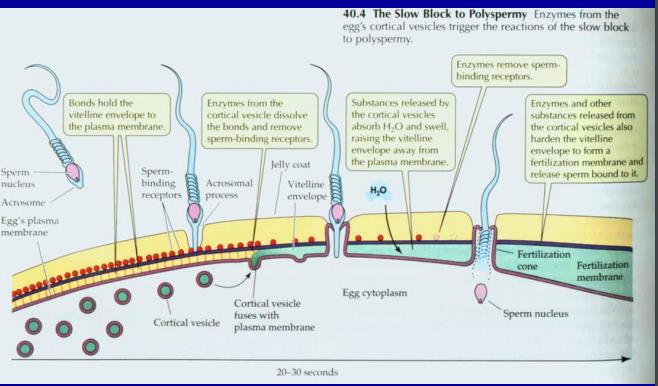 40.4 The Slow Block to Polyspermy Enzymes from the
egg's cortical vesicles trigger the reactions of the slow block
to polyspermy.
Enzymes remove sperm-
binding receptors.
Bonds hold the
vitelline envelope to
the plasma membrane.
Enzymes from the
cortical vesicle dissolve
the bonds and remove
sperm-binding receptors.
Substances released by
the cortical vesicles
absorb H₂O and swell,
raising the vitelline
envelope away from
the plasma membrane.
Enzymes and other
substances released from
the cortical vesicles also
harden the vitelline
envelope to form a
fertilization membrane and
release sperm bound to it.
Sperm
nucleus
Acrosome
Egg's plasma
membrane
Sperm-
binding
receptors
Acrosomal
process
Jelly coat
Vitelline
envelope
H₂O
Fertilization
cone
Fertilization
membrane
Egg cytoplasm
Sperm nucleus
Cortical vesicle
Cortical vesicle
fuses with
plasma membrane
20–30 seconds